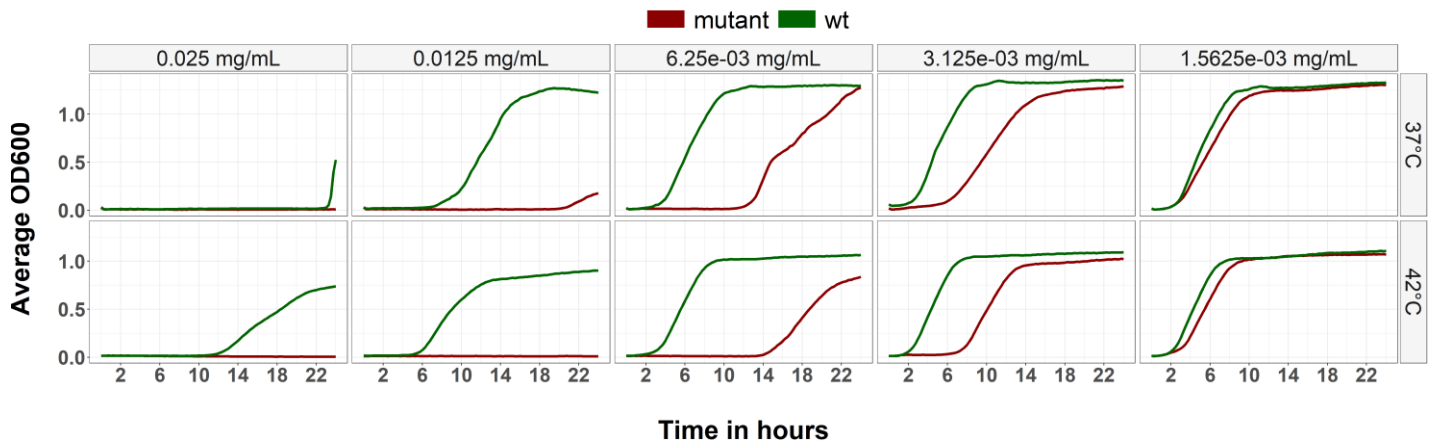 mutant wt
0.025 mg/mL 0.0125 mg/mL 6.25e-03 mg/mL 3.125e-03 mg/mL 1.5625e-03 mg/mL
Average OD600
1.0
0.5
0.0
37°C
1.0
0.5
0.0
42°C
2 6 10 14 18 22 2 6 10 14 18 22 2 6 10 14 18 22 2 6 10 14 18 22 2 6 10 14 18 22
Time in hours